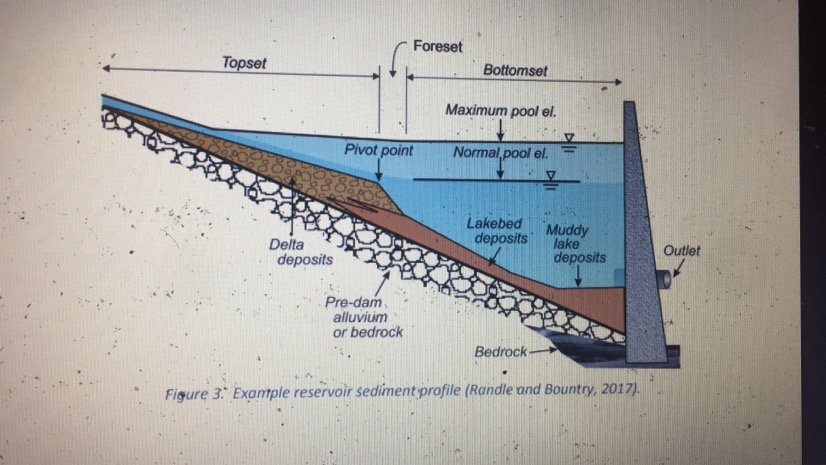 Foreset
Topset
Bottomset
Maximum pool el.
Pivot point
Normal pool el.
Lakebed
deposits
Muddy
lake
deposits
Outlet
Delta
deposits
Pre-dam
alluvium
or bedrock
Bedrock
Figure 3. Example reservoir sediment profile (Randle and Bountry, 2017).